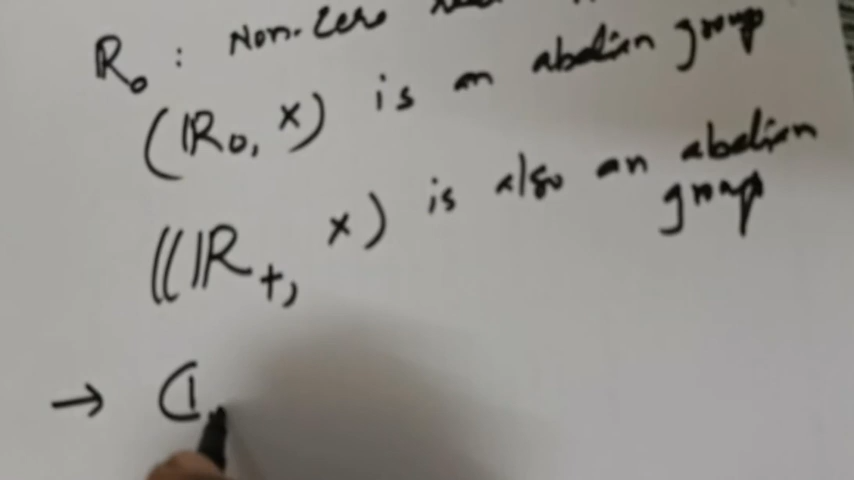 R₀ : Non-zero
(ℝ₀, ×) is an abelian group
((ℝ₊, ×) is also an abelian
group
→ ℂ